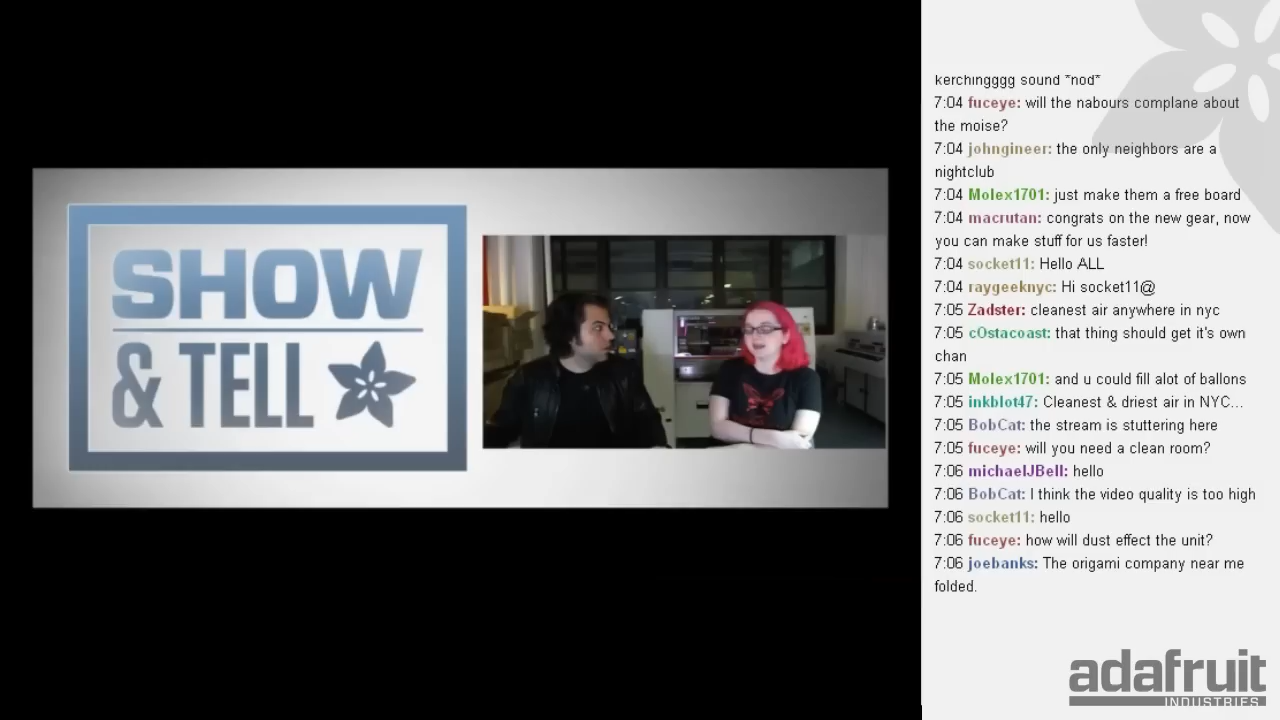 SHOW
& TELL
kerchingggg sound *nod*
7:04 fuceye: will the nabours complane about
the moise?
7:04 johngineer: the only neighbors are a
nightclub
7:04 Molex1701: just make them a free board
7:04 macrutan: congrats on the new gear, now
you can make stuff for us faster!
7:04 socket11: Hello ALL
7:04 raygeeknyc: Hi socket11@
7:05 Zadster: cleanest air anywhere in nyc
7:05 cOstacoast: that thing should get it's own
chan
7:05 Molex1701: and u could fill alot of ballons
7:05 inkblot47: Cleanest & driest air in NYC...
7:05 BobCat: the stream is stuttering here
7:05 fuceye: will you need a clean room?
7:06 michaelJBell: hello
7:06 BobCat: I think the video quality is too high
7:06 socket11: hello
7:06 fuceye: how will dust effect the unit?
7:06 joebanks: The origami company near me
folded.
adafruit
INDUSTRIES